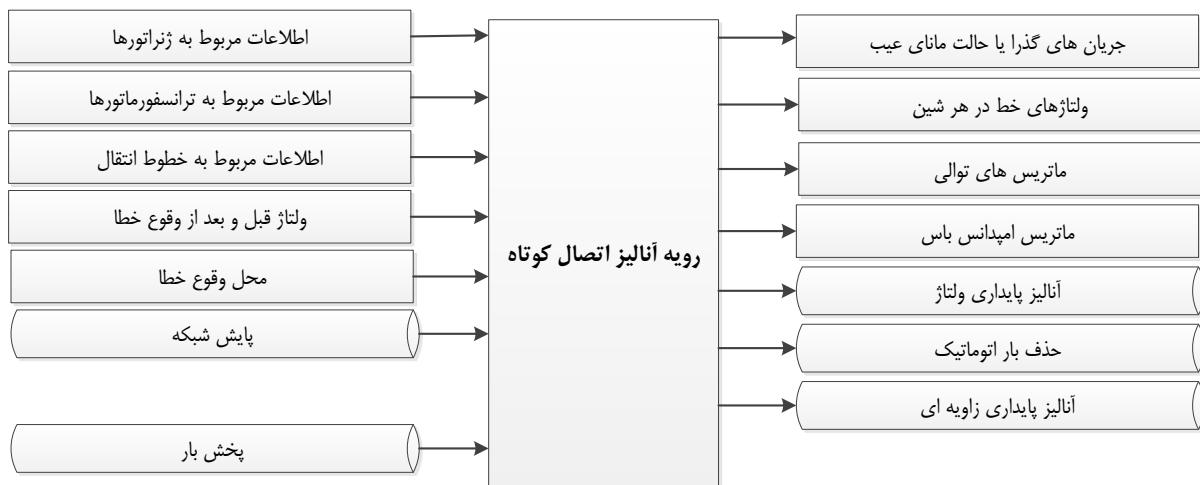 اطلاعات مربوط به ژنراتورها
اطلاعات مربوط به ترانسفورماتورها
اطلاعات مربوط به خطوط انتقال
ولتاژ قبل و بعد از وقوع خطا
محل وقوع خطا
پایش شبکه
پخش بار
رویه آنالیز اتصال کوتاه
جریان های گذرا یا حالت مانای عیب
ولتاژهای خط در هر شین
ماتریس های توالی
ماتریس امپدانس باس
آنالیز پایداری ولتاژ
حذف بار اتوماتیک
آنالیز پایداری زاویه ای